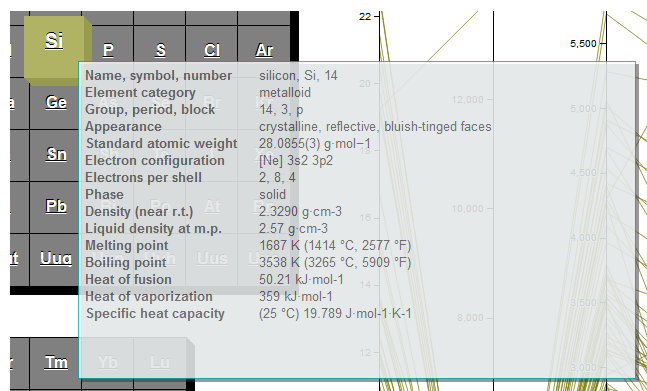 22
Si
5,500
P S Cl Ar
Name, symbol, number silicon, Si, 14
20
Element category metalloid
Ge
12,000
Group, period, block 14, 3, p
5,000
Appearance crystalline, reflective, bluish-tinged faces
Standard atomic weight 28.0855(3) g·mol−1
Sn
Electron configuration [Ne] 3s2 3p2
4,500
Electrons per shell 2, 8, 4
Phase solid
Pb At
Density (near r.t.) 2.3290 g·cm-3
10,000
16
Liquid density at m.p. 2.57 g·cm-3
4,000
Melting point 1687 K (1414 °C, 2577 °F)
Uuq Uus
Boiling point 3538 K (3265 °C, 5909 °F)
Heat of fusion 50.21 kJ·mol-1
14
Heat of vaporization 359 kJ·mol-1
3,500
Specific heat capacity (25 °C) 19.789 J·mol-1·K-1
8,000
12
Tm Yb Lu
3,000